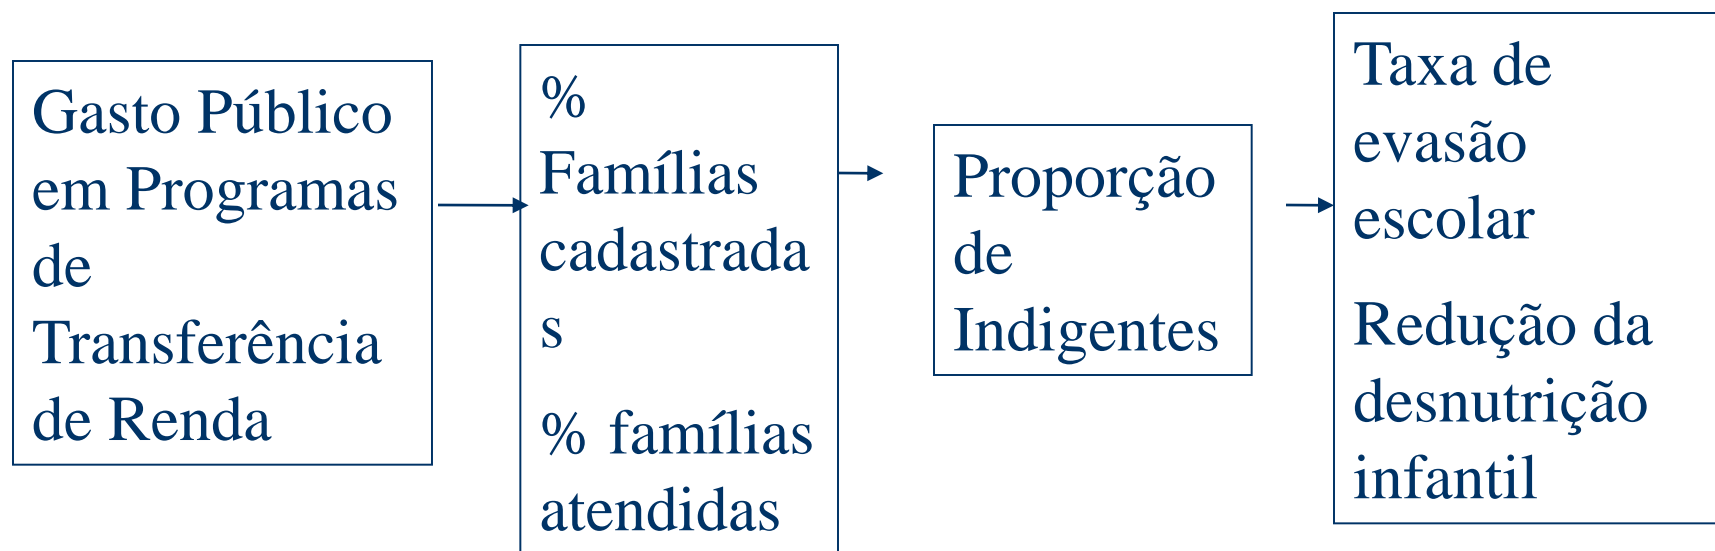 Gasto Público
em Programas
de
Transferência
de Renda
%
Famílias
cadastrada
s
% famílias
atendidas
Proporção
de
Indigentes
Taxa de
evasão
escolar
Redução da
desnutrição
infantil